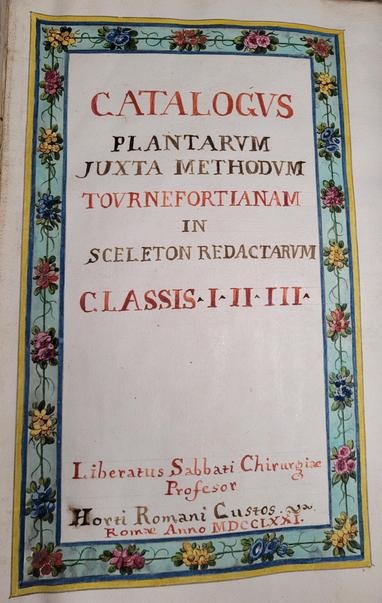 CATALOGVS
PLANTARVM
JUXTA METHODVM
TOVRNEFORTIANAM
IN
SCELETON REDACTARVM
CLASSIS · I · II · III ·
Liberatus Sabbati Chirurgiæ
Profesor
Horti Romani Custos.
Romæ Anno MDCCLXXI.